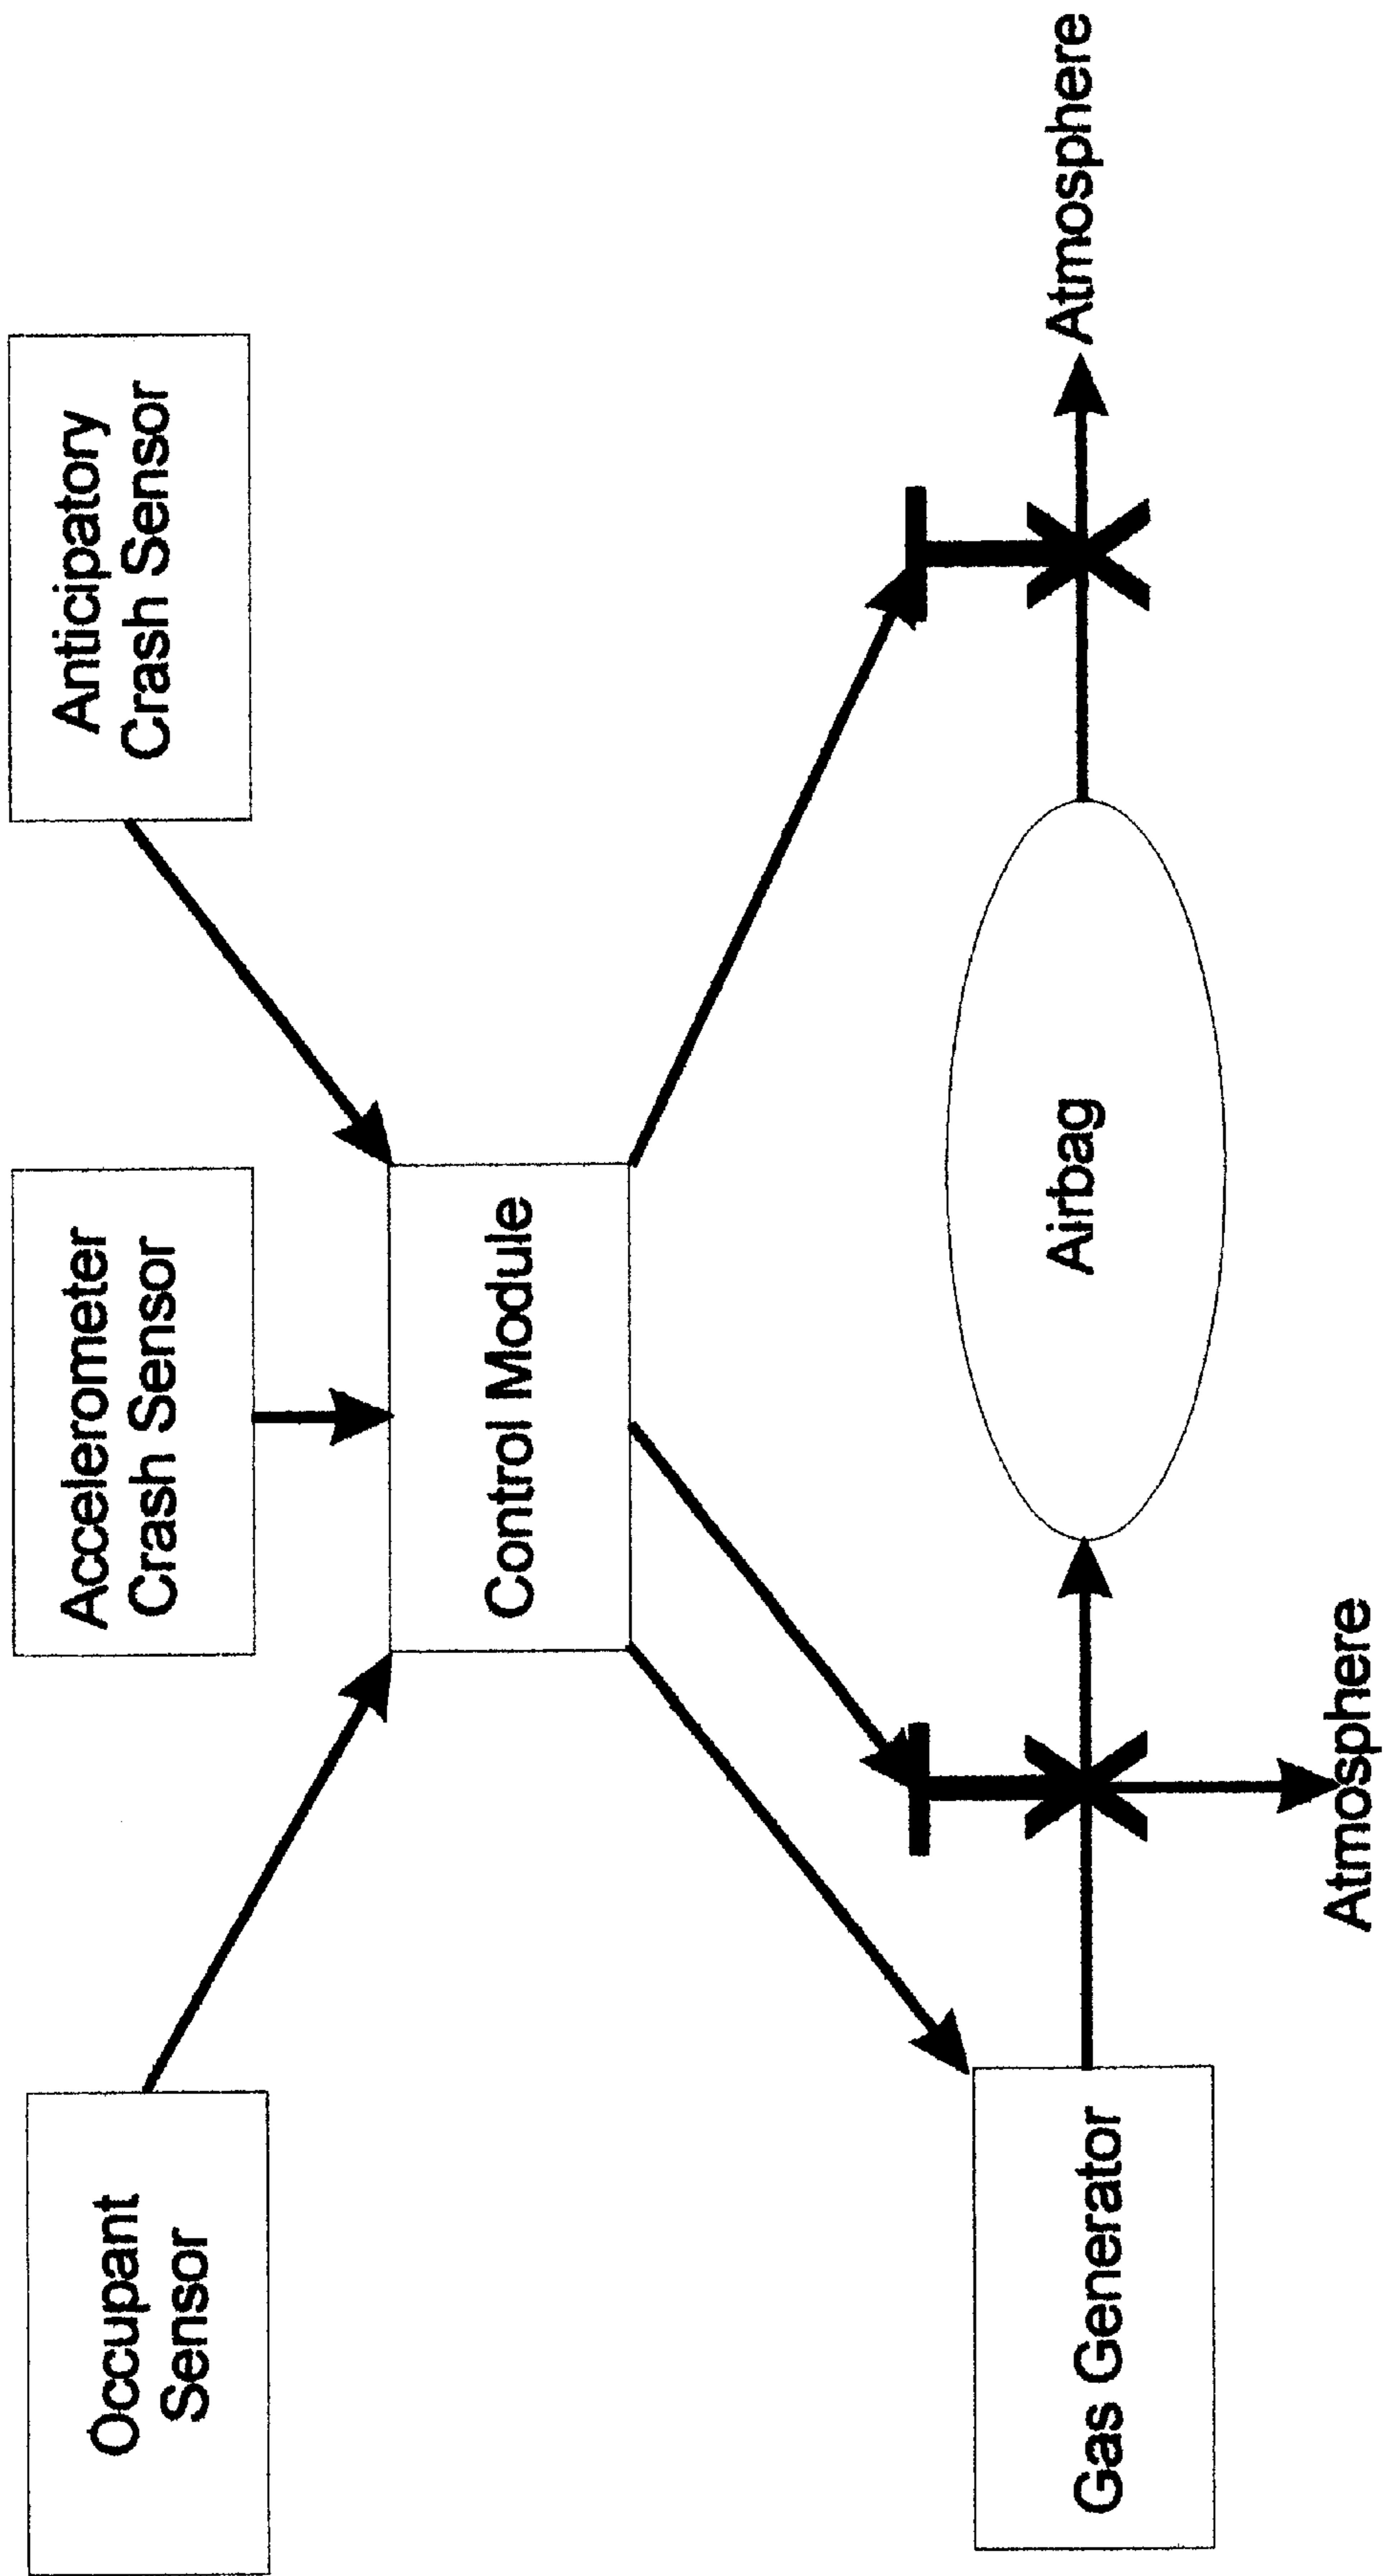 Occupant
Sensor
Accelerometer
Crash Sensor
Anticipatory
Crash Sensor
Control Module
Gas Generator
Airbag
Atmosphere
Atmosphere